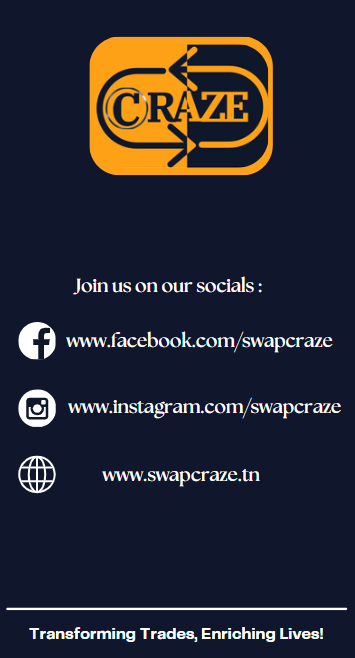 CRAZE
Join us on our socials :
www.facebook.com/swapcraze
www.instagram.com/swapcraze
www.swapcraze.tn
Transforming Trades, Enriching Lives!